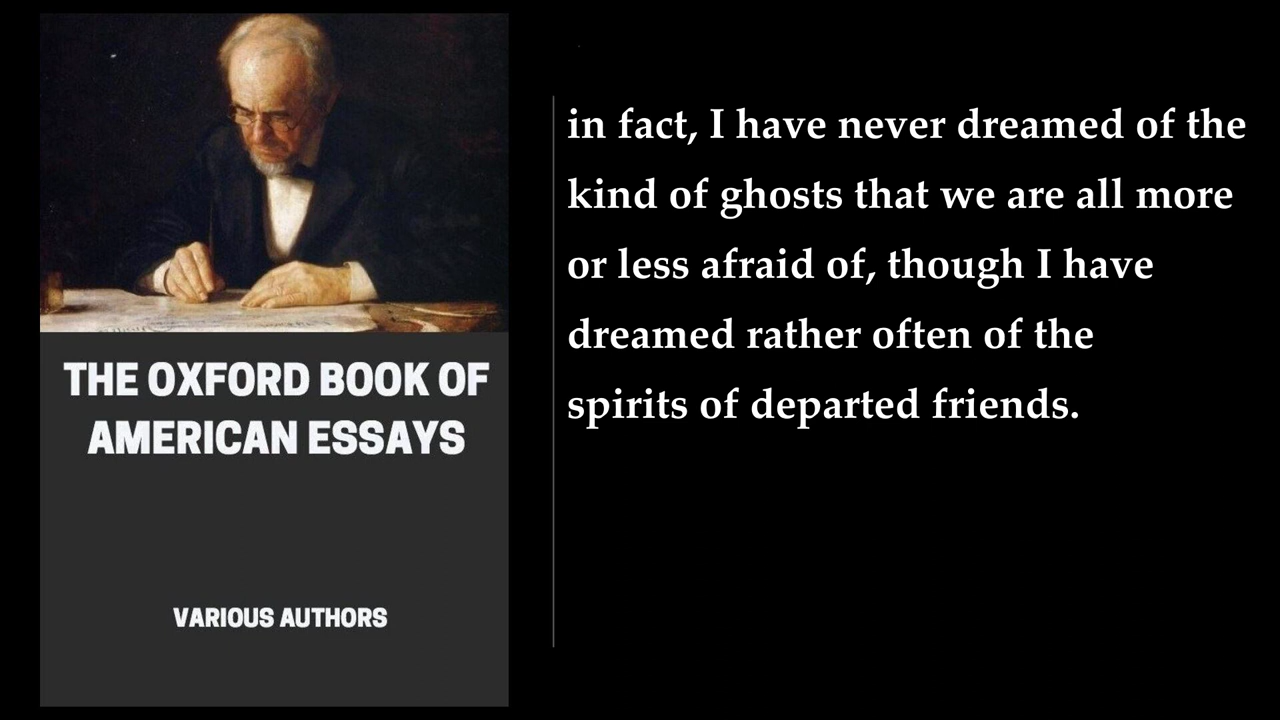 THE OXFORD BOOK OF
AMERICAN ESSAYS
VARIOUS AUTHORS
in fact, I have never dreamed of the
kind of ghosts that we are all more
or less afraid of, though I have
dreamed rather often of the
spirits of departed friends.